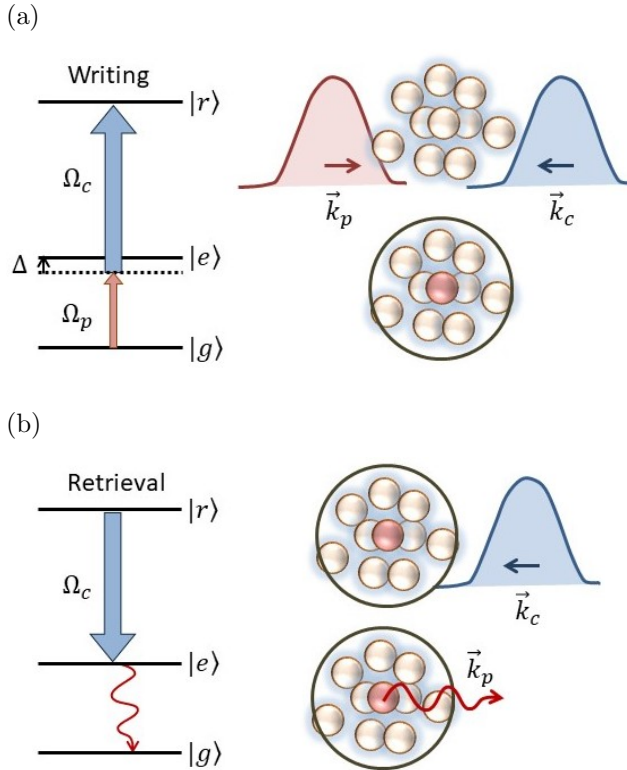 (a)
Writing
|r⟩
Ω_c
Δ
|e⟩
Ω_p
|g⟩
k⃗_p
k⃗_c
(b)
Retrieval
|r⟩
Ω_c
|e⟩
|g⟩
k⃗_c
k⃗_p